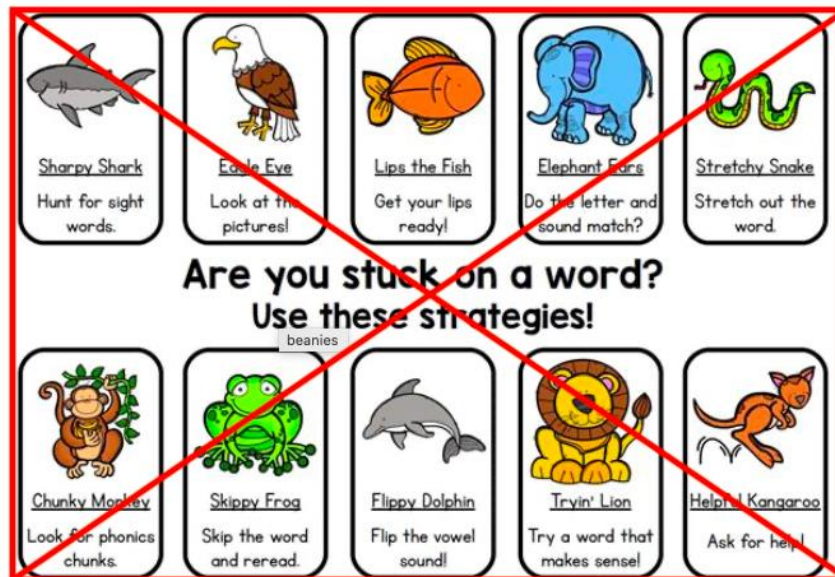 Sharpy Shark
Hunt for sight
words.
Eagle Eye
Look at the
pictures!
Lips the Fish
Get your lips
ready!
Elephant Ears
Do the letter and
sound match?
Stretchy Snake
Stretch out the
word.
Are you stuck on a word?
Use these strategies!
beanies
Chunky Monkey
Look for phonics
chunks.
Skippy Frog
Skip the word
and reread.
Flippy Dolphin
Flip the vowel
sound!
Tryin' Lion
Try a word that
makes sense!
Helpful Kangaroo
Ask for help!